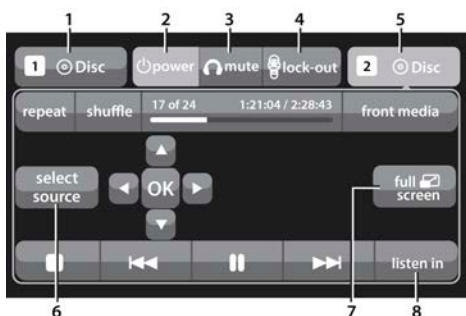 1 2 3 4 5
1 Disc power mute lock-out 2 Disc
repeat shuffle 17 of 24 1:21:04 / 2:28:43 front media
select source
OK
full screen
listen in
6 7 8